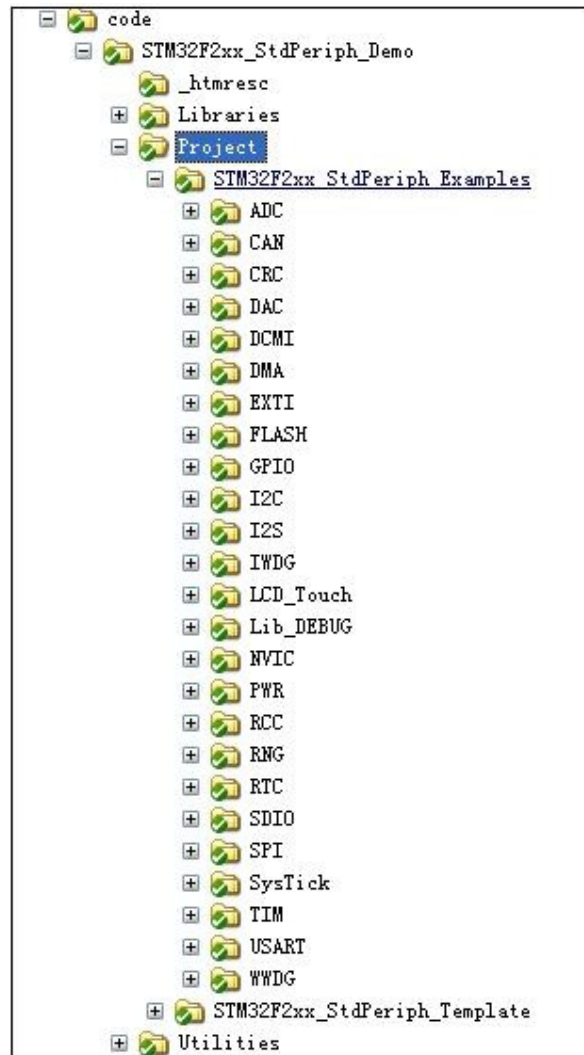 code
STM32F2xx_StdPeriph_Demo
_htmresc
Libraries
Project
STM32F2xx_StdPeriph_Examples
ADC
CAN
CRC
DAC
DCMI
DMA
EXTI
FLASH
GPIO
I2C
I2S
IWDG
LCD_Touch
Lib_DEBUG
NVIC
PWR
RCC
RNG
RTC
SDIO
SPI
SysTick
TIM
USART
WWDG
STM32F2xx_StdPeriph_Template
Utilities